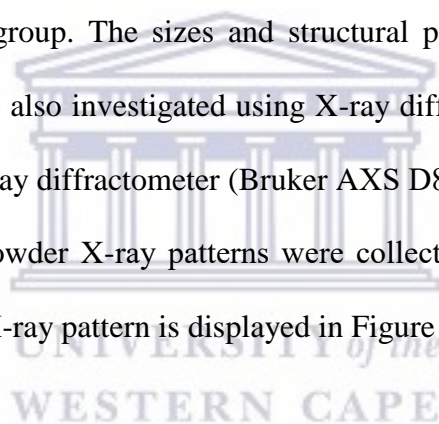 group. The sizes and structural p
also investigated using X-ray diff
ay diffractometer (Bruker AXS D8
owder X-ray patterns were collect
X-ray pattern is displayed in Figure
UNIVERSITY of the
WESTERN CAPE